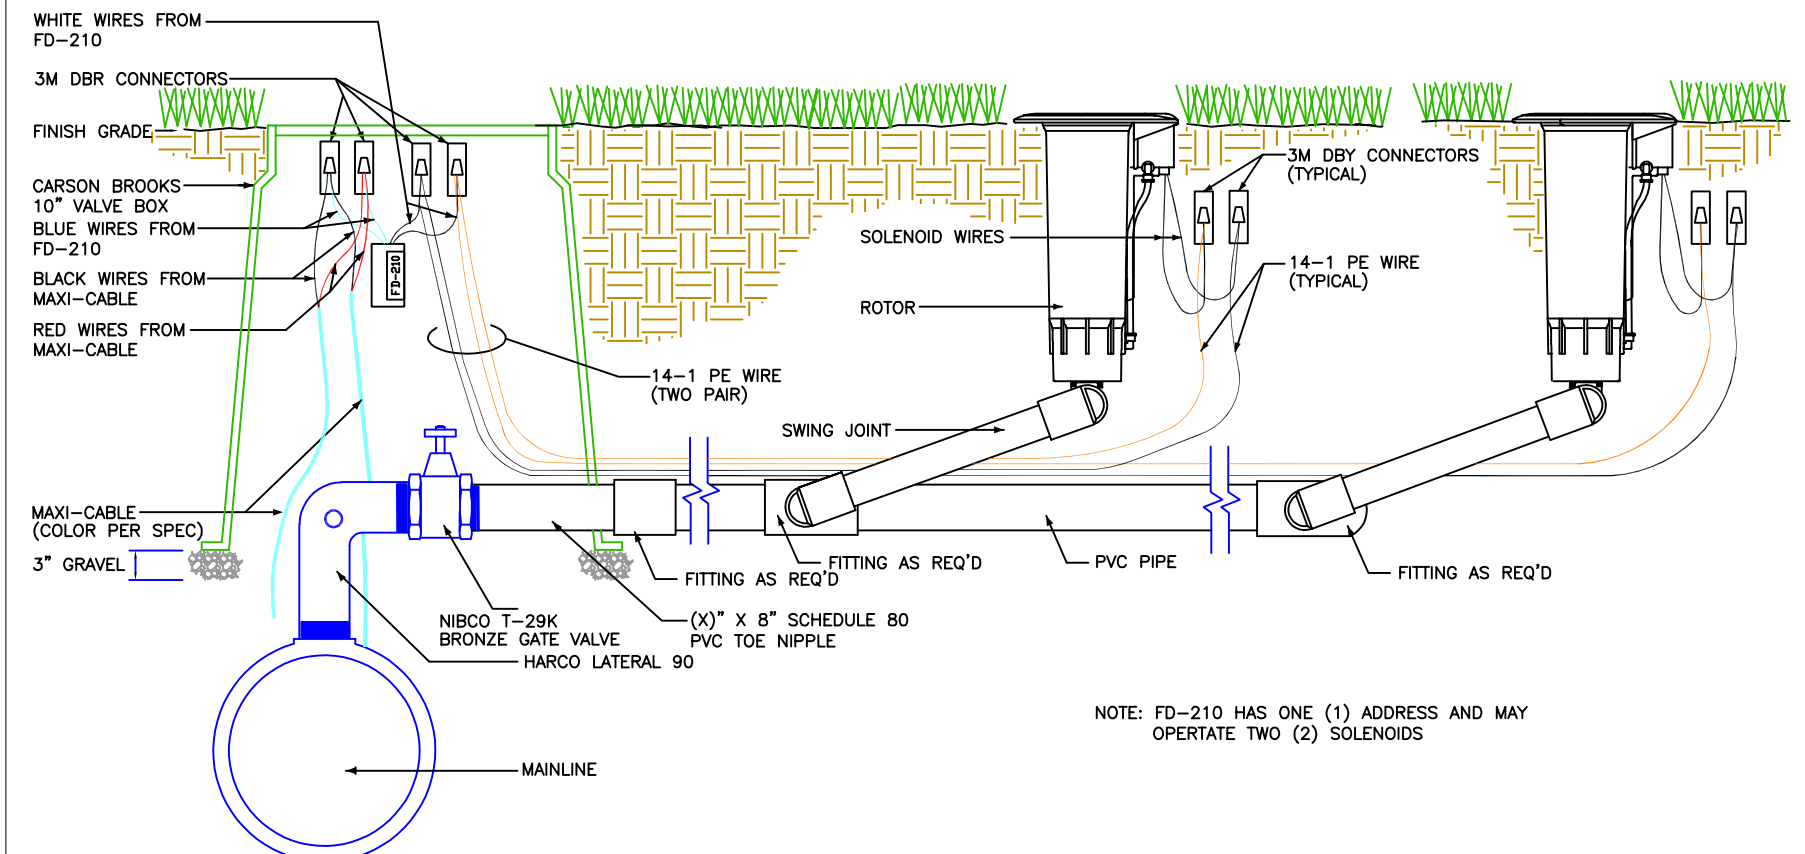 WHITE WIRES FROM
FD-210
3M DBR CONNECTORS
FINISH GRADE
CARSON BROOKS
10" VALVE BOX
BLUE WIRES FROM
FD-210
BLACK WIRES FROM
MAXI-CABLE
RED WIRES FROM
MAXI-CABLE
FD-210
14-1 PE WIRE
(TWO PAIR)
3M DBY CONNECTORS
(TYPICAL)
SOLENOID WIRES
14-1 PE WIRE
(TYPICAL)
ROTOR
SWING JOINT
MAXI-CABLE
(COLOR PER SPEC)
3" GRAVEL
FITTING AS REQ'D
FITTING AS REQ'D
PVC PIPE
FITTING AS REQ'D
NIBCO T-29K
BRONZE GATE VALVE
(X)" X 8" SCHEDULE 80
PVC TOE NIPPLE
HARCO LATERAL 90
MAINLINE
NOTE: FD-210 HAS ONE (1) ADDRESS AND MAY
OPERTATE TWO (2) SOLENOIDS